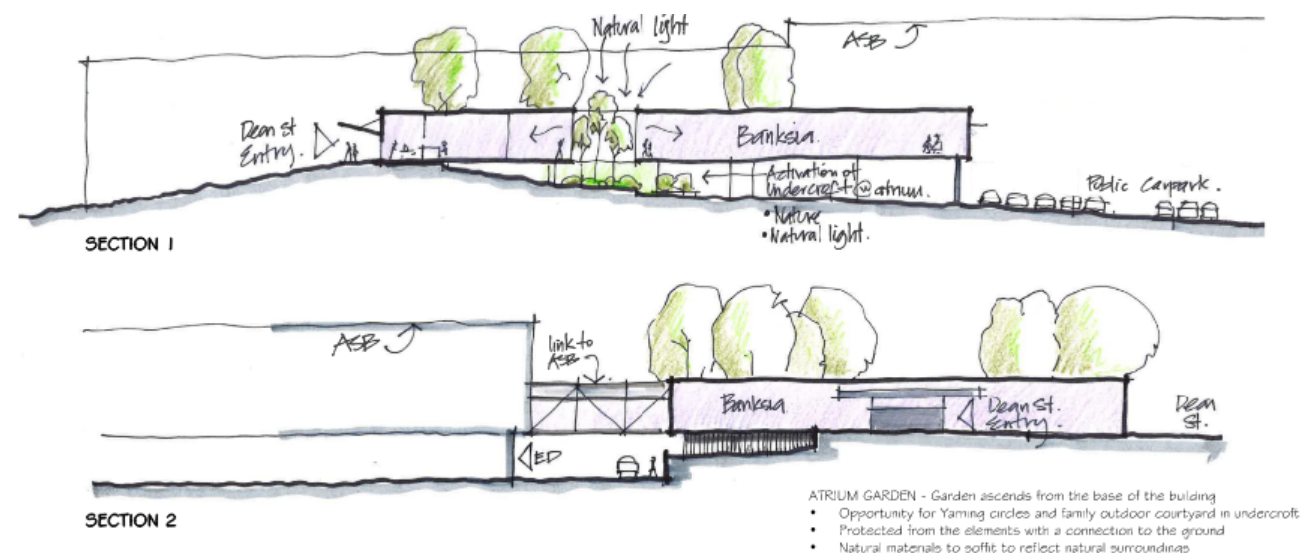 Natural light
ASB
Dean St
Entry.
Banksia
Activation of
undercroft @ atrium.
• Nature
• Natural light.
Public Carpark.
SECTION 1
ASB
link to
ASB
Banksia
Dean St.
Entry.
Dean
St.
ED
SECTION 2
ATRIUM GARDEN - Garden ascends from the base of the building
• Opportunity for Yarning circles and family outdoor courtyard in undercroft
• Protected from the elements with a connection to the ground
• Natural materials to soffit to reflect natural surroundings